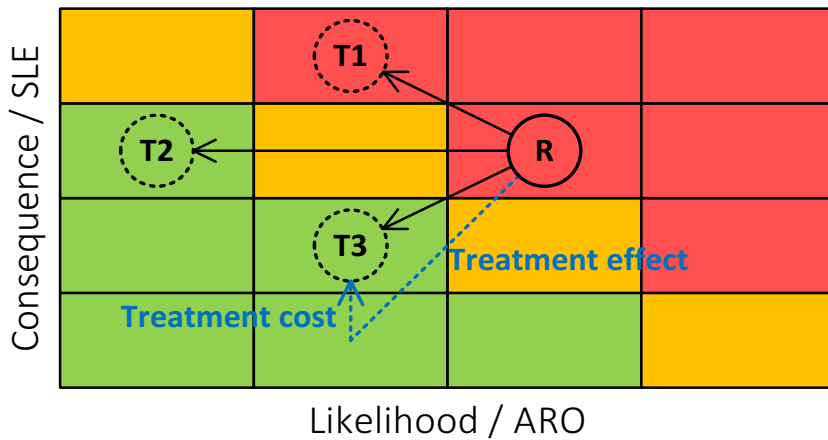 Consequence / SLE
T1
T2
R
T3
Treatment effect
Treatment cost
Likelihood / ARO